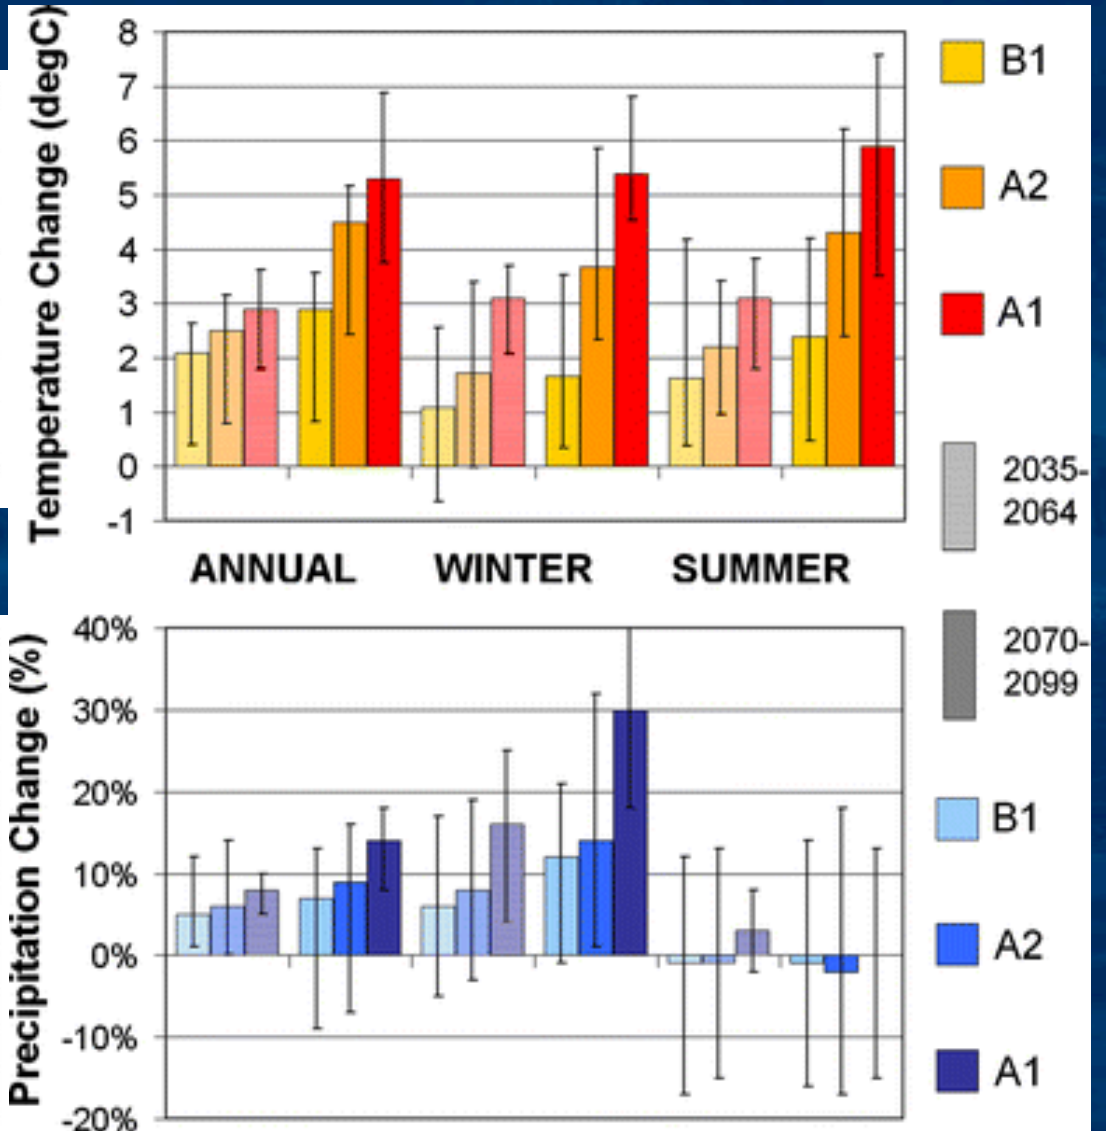 Temperature Change (degC)
8
7
6
5
4
3
2
1
0
-1
ANNUAL
WINTER
SUMMER
B1
A2
A1
2035-
2064
2070-
2099
Precipitation Change (%)
40%
30%
20%
10%
0%
-10%
-20%
B1
A2
A1